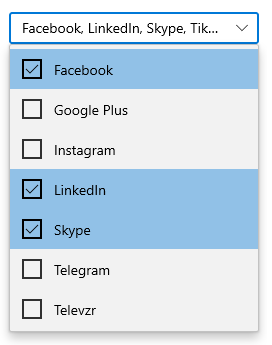 Facebook, LinkedIn, Skype, Tik...
Facebook
Google Plus
Instagram
LinkedIn
Skype
Telegram
Televzr